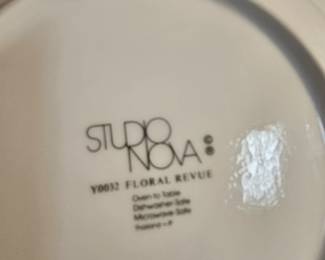 STUDIO
NOVA ©
®
Y0032 FLORAL REVUE
Oven to Table
Dishwasher Safe
Microwave Safe